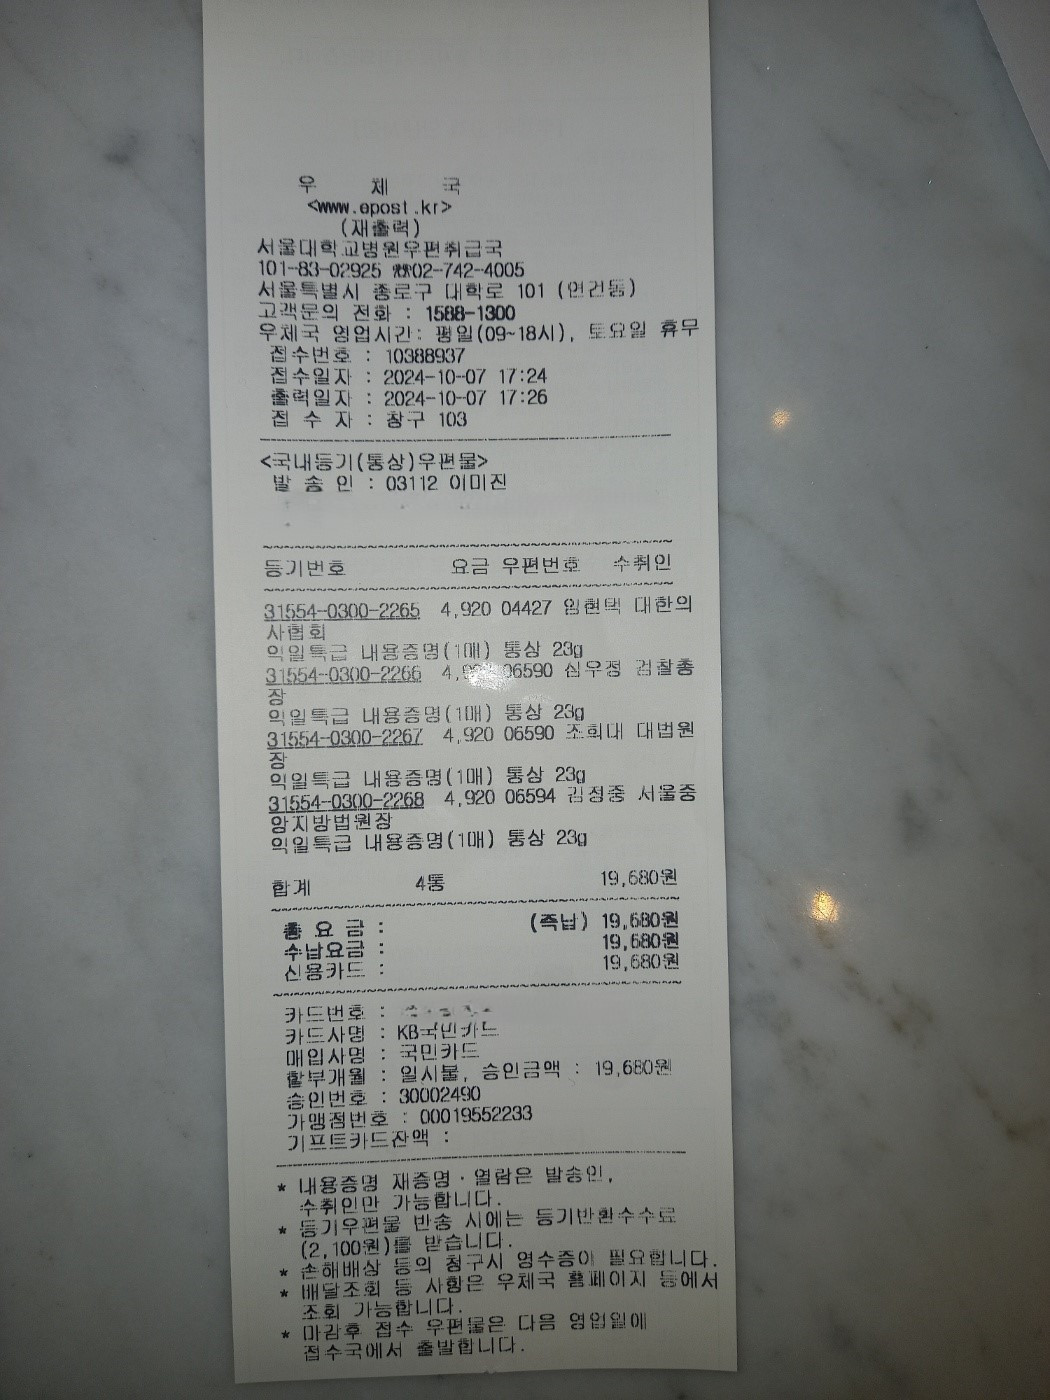 우 체 국
<www.epost.kr>
(재출력)
서울대학교병원우편취급국
101-83-02925 ☎02-742-4005
서울특별시 종로구 대학로 101 (연건동)
고객문의 전화 : 1588-1300
우체국 영업시간: 평일(09~18시), 토요일 휴무
접수번호 : 10388937
접수일자 : 2024-10-07 17:24
출력일자 : 2024-10-07 17:26
접 수 자 : 창구 103
<국내등기(통상)우편물>
발 송 인 : 03112 이미진
등기번호 요금 우편번호 수취인
31554-0300-2265 4,920 04427 임현택 대한의
사협회
익일특급 내용증명(1매) 통상 23g
31554-0300-2266 06590 심우정 검찰총
장
익일특급 내용증명(1매) 통상 23g
31554-0300-2267 4,920 06590 조희대 대법원
장
익일특급 내용증명(1매) 통상 23g
31554-0300-2268 4,920 06594 김정중 서울중
앙지방법원장
익일특급 내용증명(1매) 통상 23g
합계 4통 19,680원
총 요 금 : (즉납) 19,680원
수납요금 : 19,680원
신용카드 : 19,680원
카드번호 :
카드사명 : KB국민카드
매입사명 : 국민카드
할부개월 : 일시불, 승인금액 : 19,680원
승인번호 : 30002490
가맹점번호 : 00019552233
기프트카드잔액 :
* 내용증명 재증명·열람은 발송인,
수취인만 가능합니다.
* 등기우편물 반송 시에는 등기반환수수료
(2,100원)를 받습니다.
* 손해배상 등의 청구시 영수증이 필요합니다.
* 배달조회 등 사항은 우체국 홈페이지 등에서
조회 가능합니다.
* 마감후 접수 우편물은 다음 영업일에
접수국에서 출발합니다.